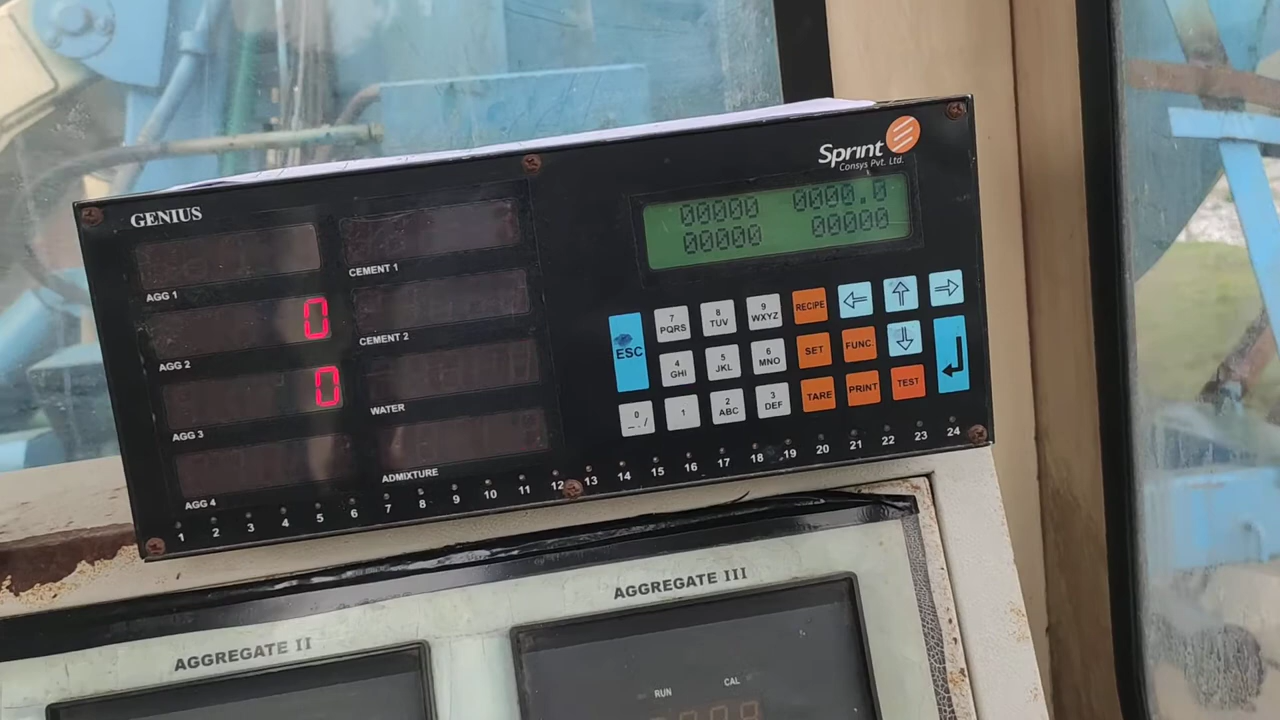 GENIUS
Sprint
Consys Pvt. Ltd.
00000 0000.0
00000 00000
AGG 1
CEMENT 1
0
AGG 2
CEMENT 2
0
AGG 3
WATER
AGG 4
ADMIXTURE
ESC
7 PQRS
8 TUV
9 WXYZ
RECIPE
4 GHI
5 JKL
6 MNO
SET
FUNC.
0 _ . /
1
2 ABC
3 DEF
TARE
PRINT
TEST
1 2 3 4 5 6 7 8 9 10 11 12 13 14 15 16 17 18 19 20 21 22 23 24
AGGREGATE II
AGGREGATE III
RUN
CAL